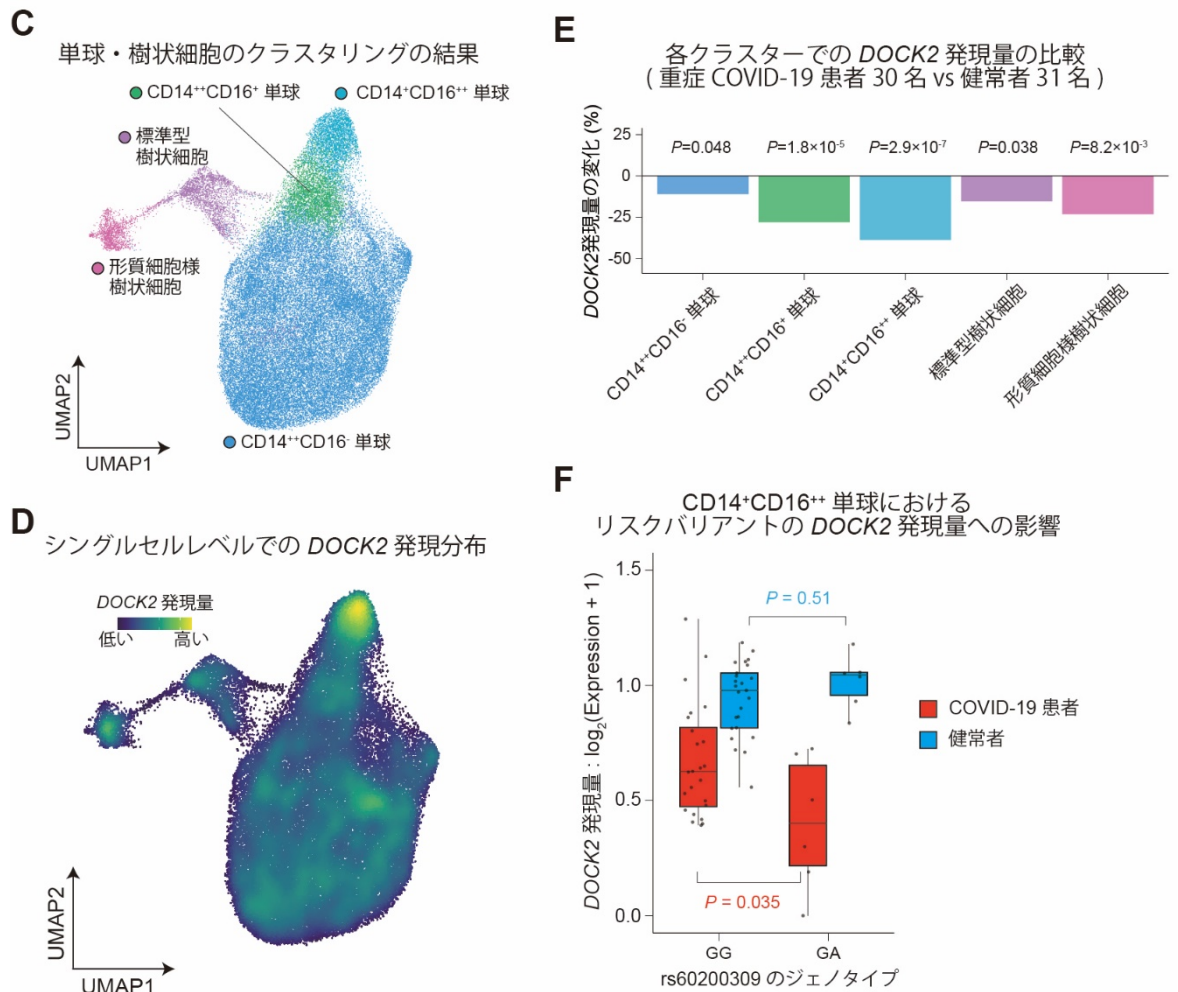 C
単球・樹状細胞のクラスタリングの結果
CD14⁺⁺CD16⁺ 単球
CD14⁺CD16⁺⁺ 単球
標準型
樹状細胞
形質細胞様
樹状細胞
CD14⁺⁺CD16⁻ 単球
UMAP2
UMAP1
D
シングルセルレベルでの DOCK2 発現分布
DOCK2 発現量
低い 高い
UMAP2
UMAP1
E
各クラスターでの DOCK2 発現量の比較
( 重症 COVID-19 患者 30 名 vs 健常者 31 名 )
DOCK2発現量の変化 (%)
25
0
-25
-50
P=0.048
P=1.8×10⁻⁵
P=2.9×10⁻⁷
P=0.038
P=8.2×10⁻³
CD14⁺⁺CD16⁻ 単球
CD14⁺⁺CD16⁺ 単球
CD14⁺CD16⁺⁺ 単球
標準型樹状細胞
形質細胞様樹状細胞
F
CD14⁺CD16⁺⁺ 単球における
リスクバリアントの DOCK2 発現量への影響
DOCK2 発現量 : log₂(Expression + 1)
1.5
1.0
0.5
0.0
P = 0.51
P = 0.035
GG
GA
rs60200309 のジェノタイプ
COVID-19 患者
健常者